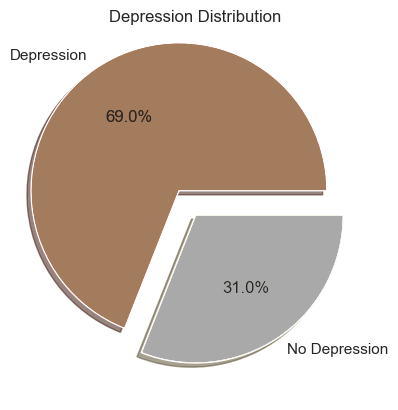 Depression Distribution
Depression
69.0%
31.0%
No Depression